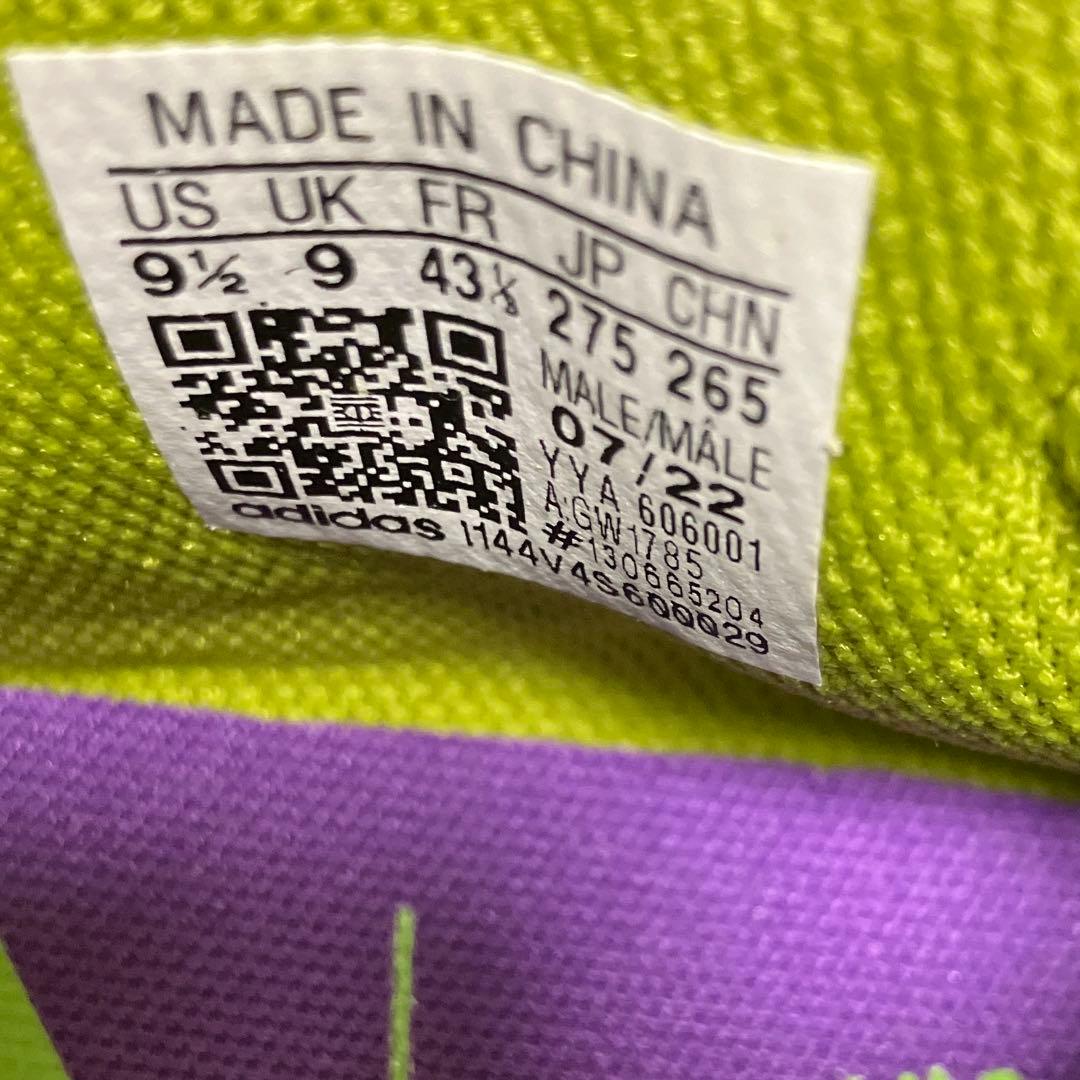 MADE IN CHINA
US UK FR JP CHN
9½ 9 43⅓ 275 265
MALE/MÂLE
07/22
YYA 606001
A:GW1785
#130665204
adidas 1144V4S600029